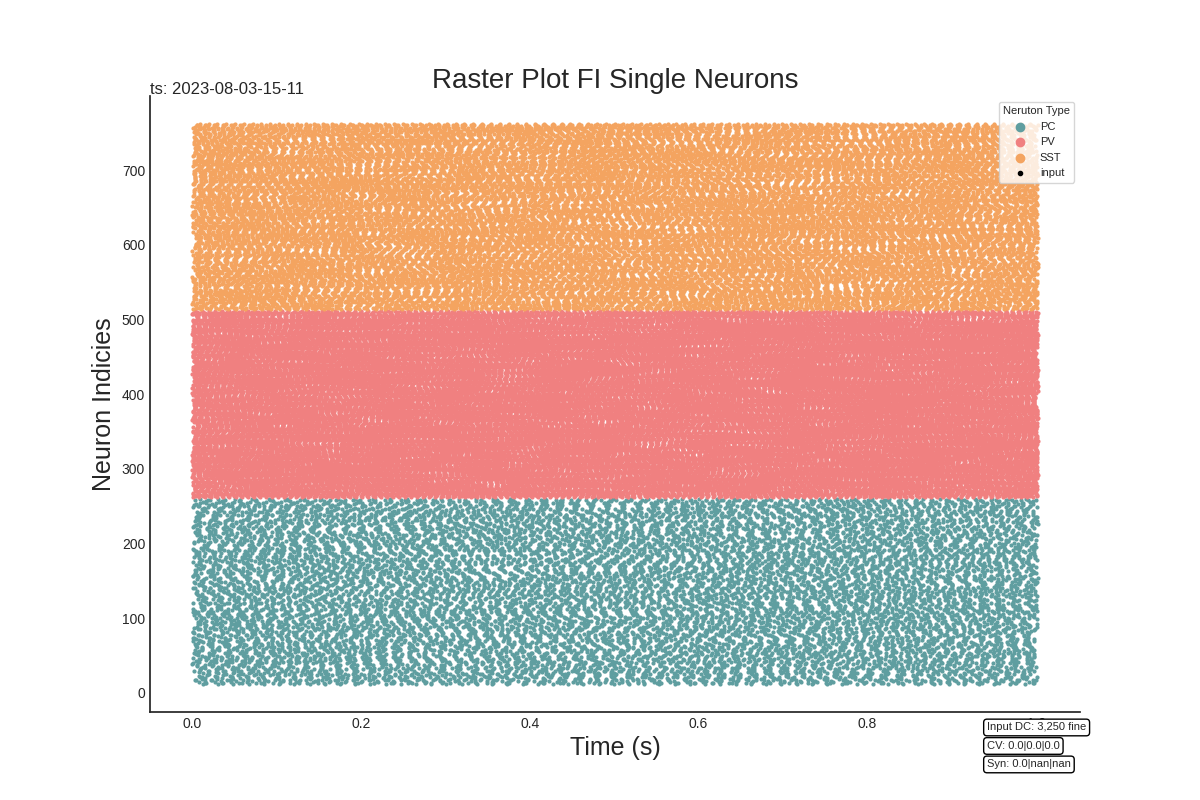 Raster Plot FI Single Neurons
ts: 2023-08-03-15-11
Neruton Type
PC
PV
SST
input
Neuron Indicies
700
600
500
400
300
200
100
0
0.0
0.2
0.4
0.6
0.8
Time (s)
Input DC: 3,250 fine
CV: 0.0|0.0|0.0
Syn: 0.0|nan|nan